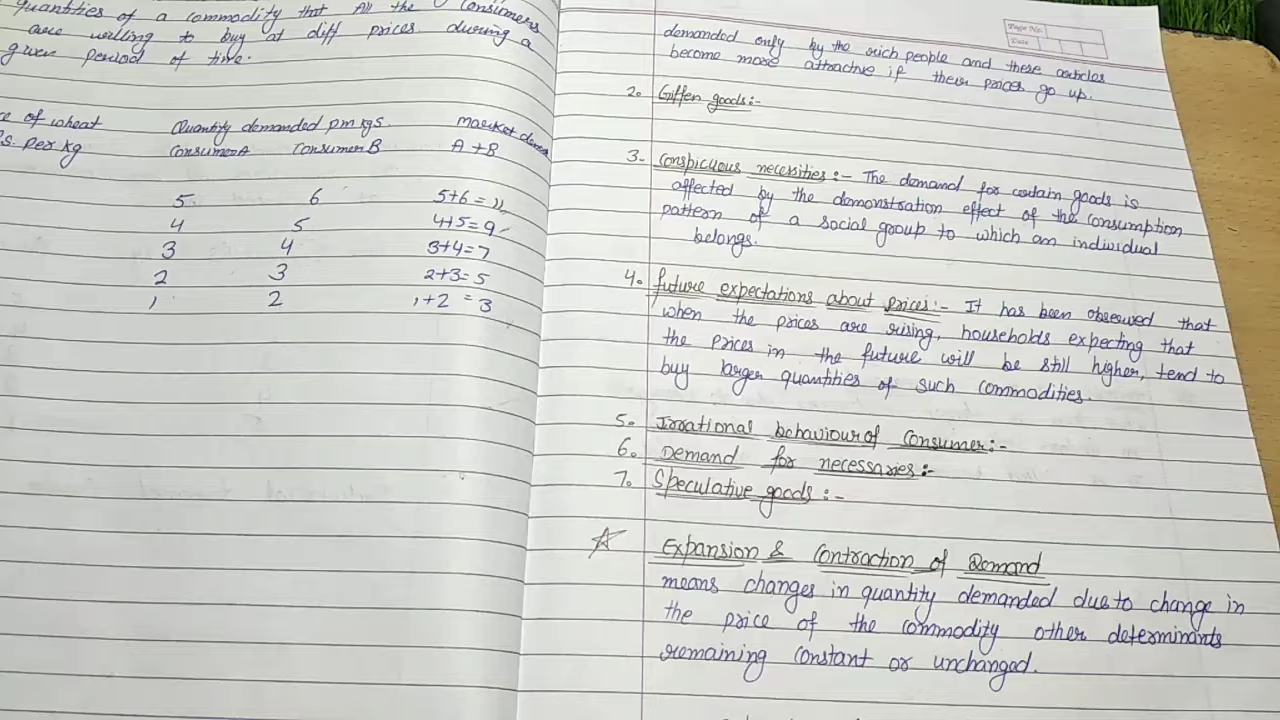 quantities of a commodity that All the Consumers
are willing to buy at diff prices during a
given period of time.
ce of wheat Quantity demanded pm kgs. Market
s. per kg Consumer A Consumer B A + B
5 6 5+6 = 11
4 5 4+5=9
3 4 3+4=7
2 3 2+3=5
1 2 1+2 = 3
Page No.
Date
demanded only by the rich people and these articles
become more attractive if their prices go up.
2. Giffen goods:-
3. Conspicuous necessities :- The demand for certain goods is
affected by the demonstration effect of the consumption
pattern of a social group to which an individual
belongs.
4. future expectations about prices:- It has been observed that
when the prices are rising, households expecting that
the prices in the future will be still higher, tend to
buy larger quantities of such commodities.
5. Irrational behaviour of Consumer:-
6. Demand for necessaries:-
7. Speculative goods:-
Expansion & Contraction of Demand
means changes in quantity demanded due to change in
the price of the commodity other determinants
remaining constant or unchanged.